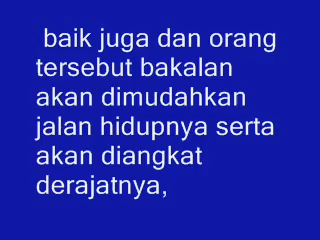 baik juga dan orang
tersebut bakalan
akan dimudahkan
jalan hidupnya serta
akan diangkat
derajatnya,